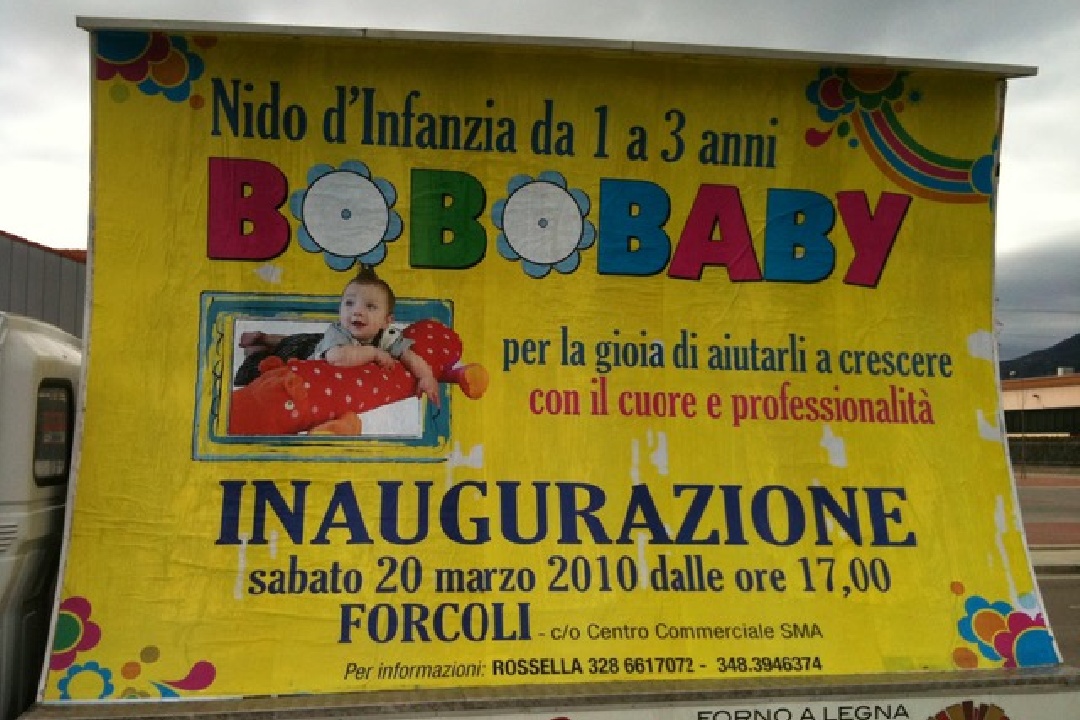 Nido d'Infanzia da 1 a 3 anni
BOBOBABY
per la gioia di aiutarli a crescere
con il cuore e professionalità
INAUGURAZIONE
sabato 20 marzo 2010 dalle ore 17,00
FORCOLI - c/o Centro Commerciale SMA
Per informazioni: ROSSELLA 328 6617072 - 348.3946374
FORNO A LEGNA